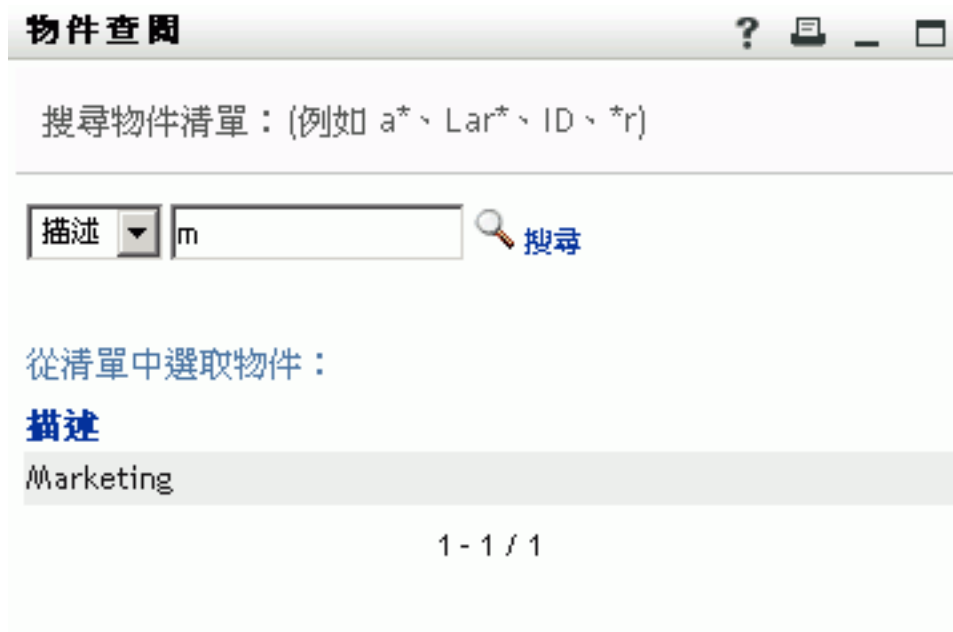 物件查閱 ?
搜尋物件清單：(例如 a*、Lar*、ID、*r)
描述 m 搜尋
從清單中選取物件：
描述
Marketing
1 - 1 / 1